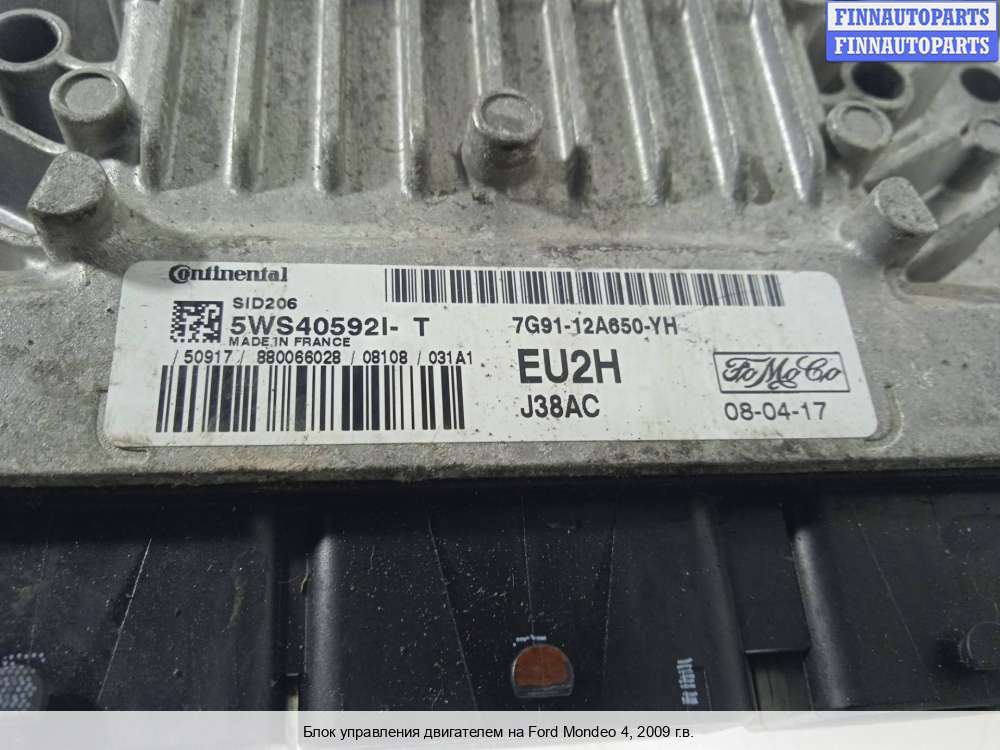 FINNAUTOPARTS
FINNAUTOPARTS
Continental
SID206
5WS40592I- T
MADE IN FRANCE
/ 50917 / 880066028 / 08108 / 031A1
7G91-12A650-YH
EU2H
J38AC
FoMoCo
08-04-17
Блок управления двигателем на Ford Mondeo 4, 2009 г.в.